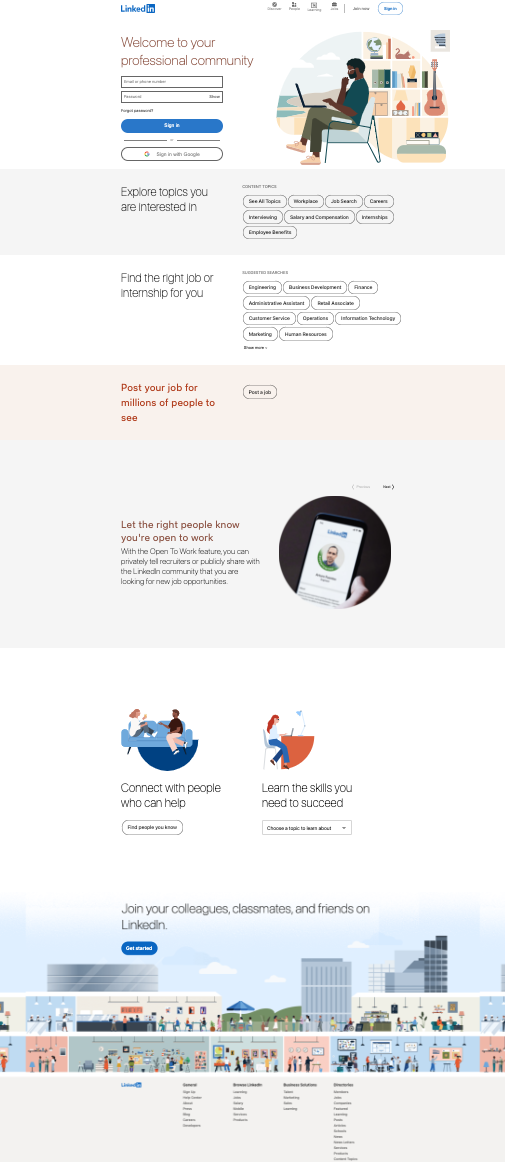 LinkedIn
Discover People Learning Jobs Join now Sign in
Welcome to your
professional community
Email or phone number
Password Show
Forgot password?
Sign in
or
Sign in with Google
Explore topics you
are interested in
CONTENT TOPICS
See All Topics Workplace Job Search Careers
Interviewing Salary and Compensation Internships
Employee Benefits
Find the right job or
internship for you
SUGGESTED SEARCHES
Engineering Business Development Finance
Administrative Assistant Retail Associate
Customer Service Operations Information Technology
Marketing Human Resources
Show more
Post your job for
millions of people to
see
Post a job
Previous Next
Let the right people know
you're open to work
With the Open To Work feature, you can
privately tell recruiters or publicly share with
the LinkedIn community that you are
looking for new job opportunities.
LinkedIn
Connect with people
who can help
Find people you know
Learn the skills you
need to succeed
Choose a topic to learn about
Join your colleagues, classmates, and friends on
LinkedIn.
Get started
LinkedIn
General
Sign Up
Help Center
About
Press
Blog
Careers
Developers
Browse LinkedIn
Learning
Jobs
Salary
Mobile
Services
Products
Business Solutions
Talent
Marketing
Sales
Learning
Directories
Members
Jobs
Companies
Featured
Learning
Posts
Articles
Schools
News
News Letters
Services
Products